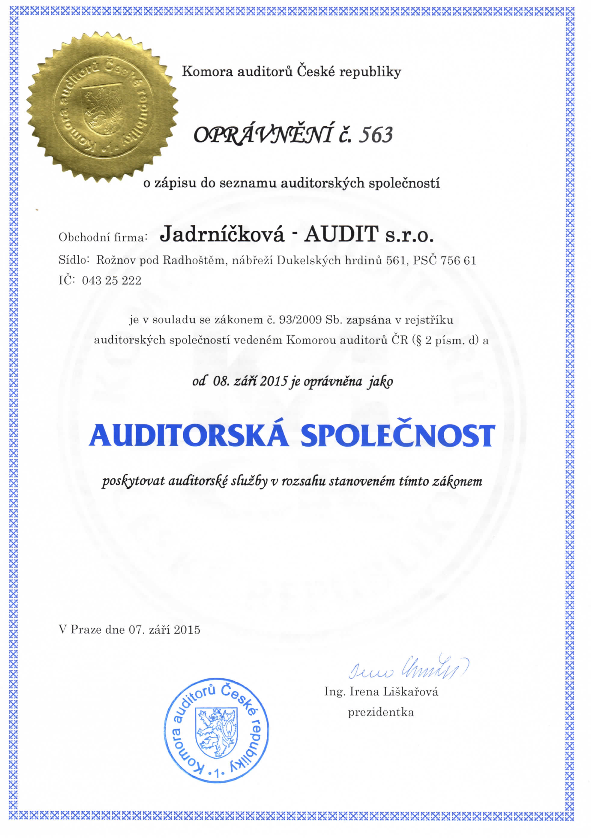 Komora auditorů České republiky
Komora auditorů České republiky
OPRÁVNĚNÍ č. 563
o zápisu do seznamu auditorských společností
Obchodní firma: Jadrníčková - AUDIT s.r.o.
Sídlo: Rožnov pod Radhoštěm, nábřeží Dukelských hrdinů 561, PSČ 756 61
IČ: 043 25 222
je v souladu se zákonem č. 93/2009 Sb. zapsána v rejstříku
auditorských společností vedeném Komorou auditorů ČR (§ 2 písm. d) a
od 08. září 2015 je oprávněna jako
AUDITORSKÁ SPOLEČNOST
poskytovat auditorské služby v rozsahu stanoveném tímto zákonem
V Praze dne 07. září 2015
Ing. Irena Liškařová
prezidentka
Komora auditorů České republiky
· 1 ·